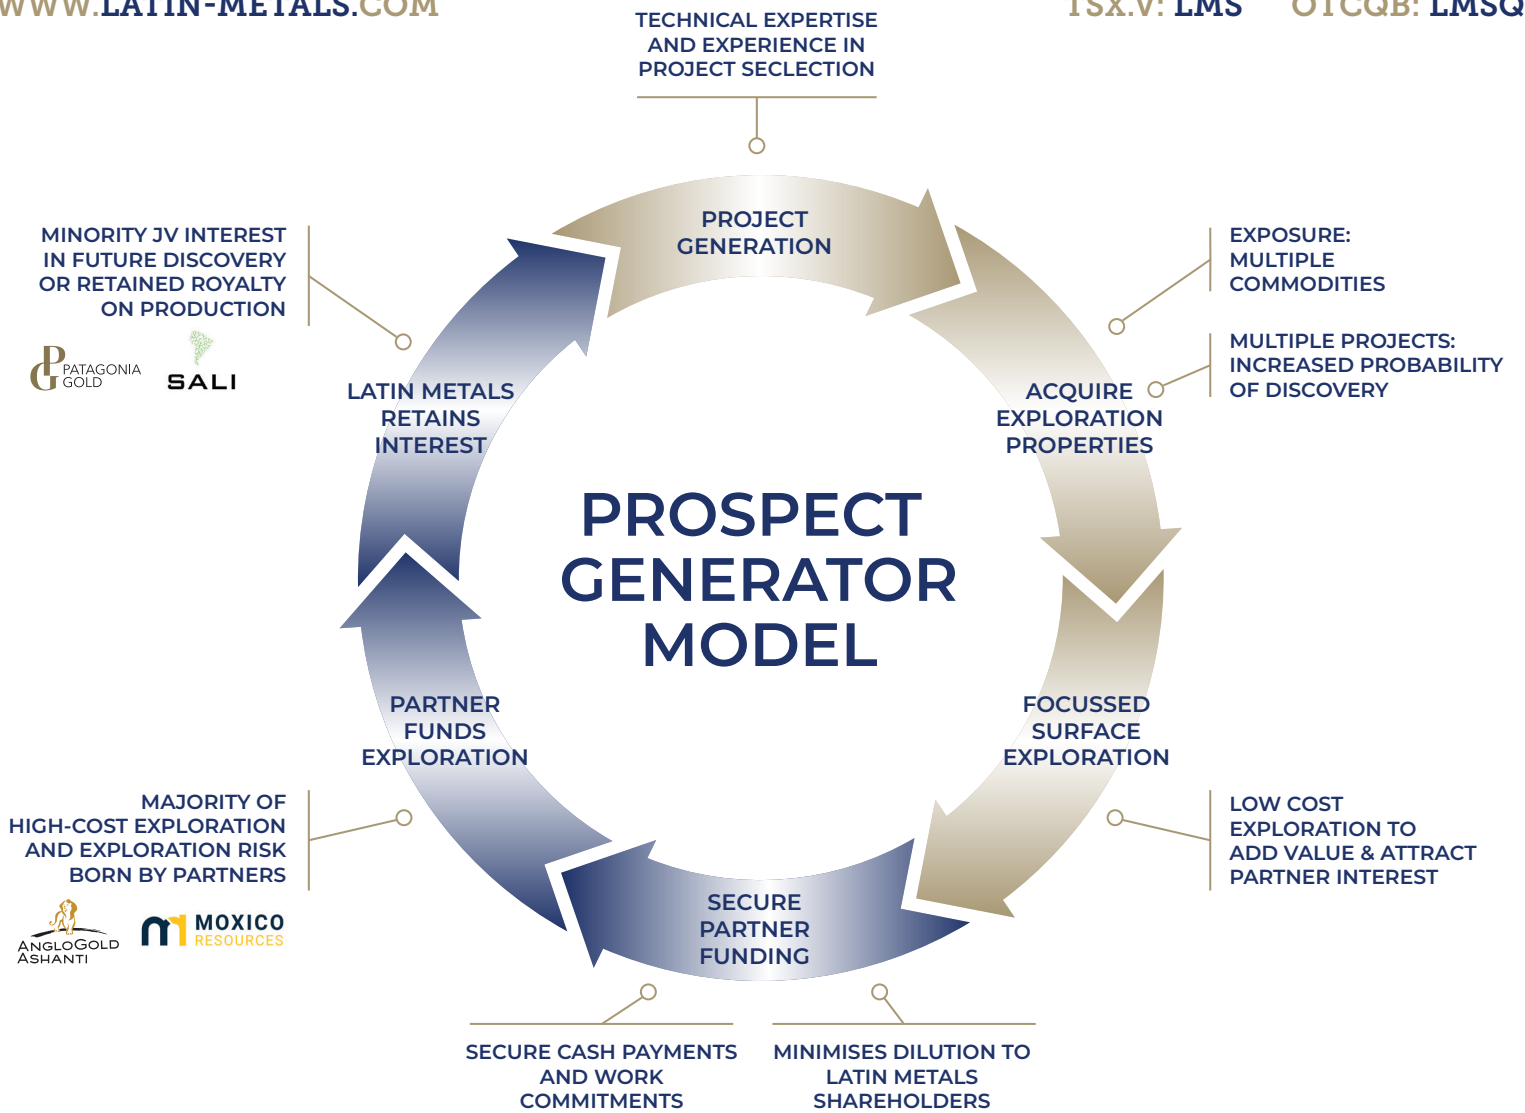 WWW.LATIN-METALS.COM
TSX.V: LMS OTCQB: LMSQ
TECHNICAL EXPERTISE
AND EXPERIENCE IN
PROJECT SECLECTION
PROJECT
GENERATION
EXPOSURE:
MULTIPLE
COMMODITIES
MULTIPLE PROJECTS:
INCREASED PROBABILITY
OF DISCOVERY
ACQUIRE
EXPLORATION
PROPERTIES
MINORITY JV INTEREST
IN FUTURE DISCOVERY
OR RETAINED ROYALTY
ON PRODUCTION
PATAGONIA
GOLD
SALI
LATIN METALS
RETAINS
INTEREST
PROSPECT
GENERATOR
MODEL
PARTNER
FUNDS
EXPLORATION
FOCUSSED
SURFACE
EXPLORATION
MAJORITY OF
HIGH-COST EXPLORATION
AND EXPLORATION RISK
BORN BY PARTNERS
ANGLOGOLD
ASHANTI
MOXICO
RESOURCES
LOW COST
EXPLORATION TO
ADD VALUE & ATTRACT
PARTNER INTEREST
SECURE
PARTNER
FUNDING
SECURE CASH PAYMENTS
AND WORK
COMMITMENTS
MINIMISES DILUTION TO
LATIN METALS
SHAREHOLDERS